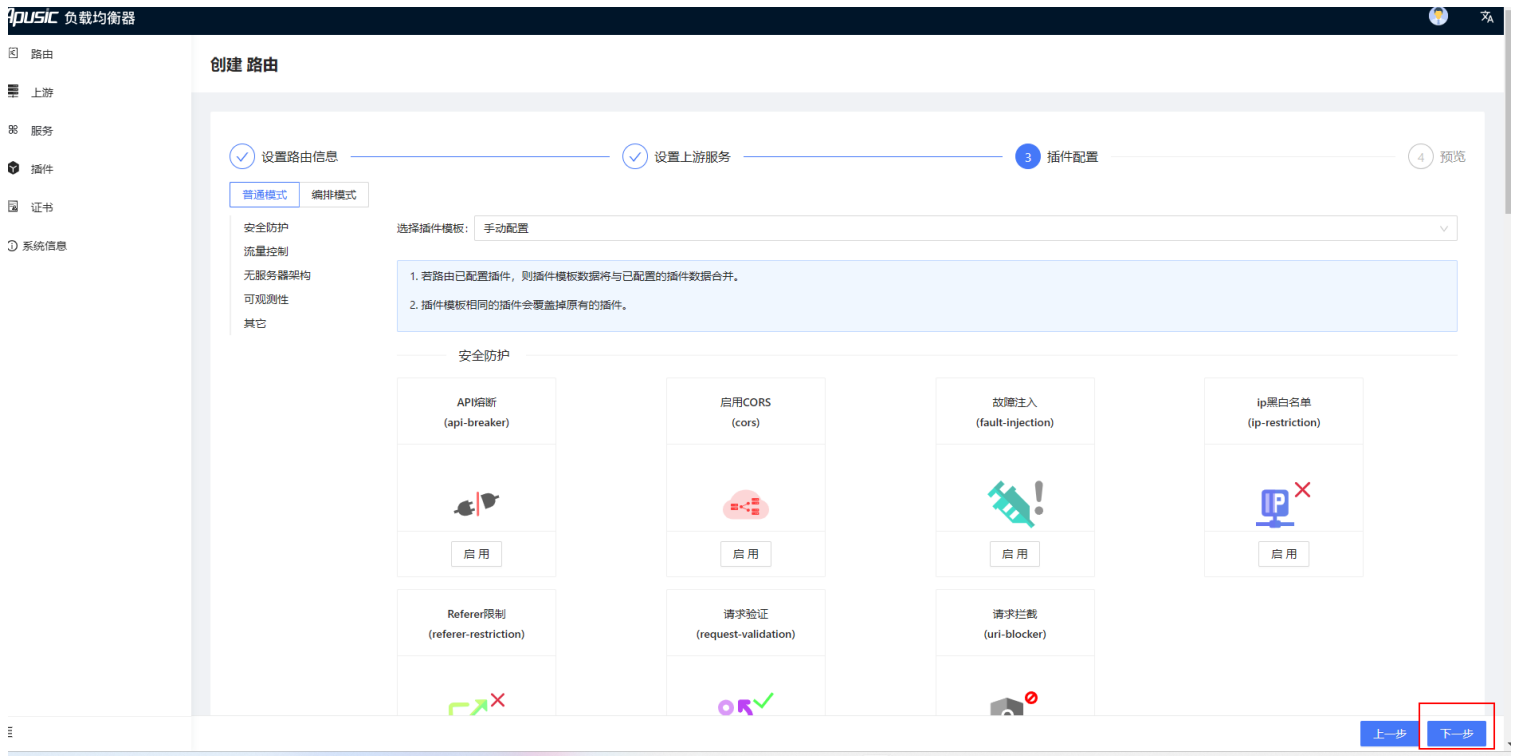 Apusic 负载均衡器
路由
上游
服务
插件
证书
系统信息
创建 路由
设置路由信息
设置上游服务
3 插件配置
4 预览
普通模式 编排模式
安全防护
流量控制
无服务器架构
可观测性
其它
选择插件模板： 手动配置
1. 若路由已配置插件，则插件模板数据将与已配置的插件数据合并。
2. 插件模板相同的插件会覆盖掉原有的插件。
安全防护
API熔断
(api-breaker)
启 用
启用CORS
(cors)
启 用
故障注入
(fault-injection)
启 用
ip黑白名单
(ip-restriction)
IP
启 用
Referer限制
(referer-restriction)
请求验证
(request-validation)
请求拦截
(uri-blocker)
上一步 下一步